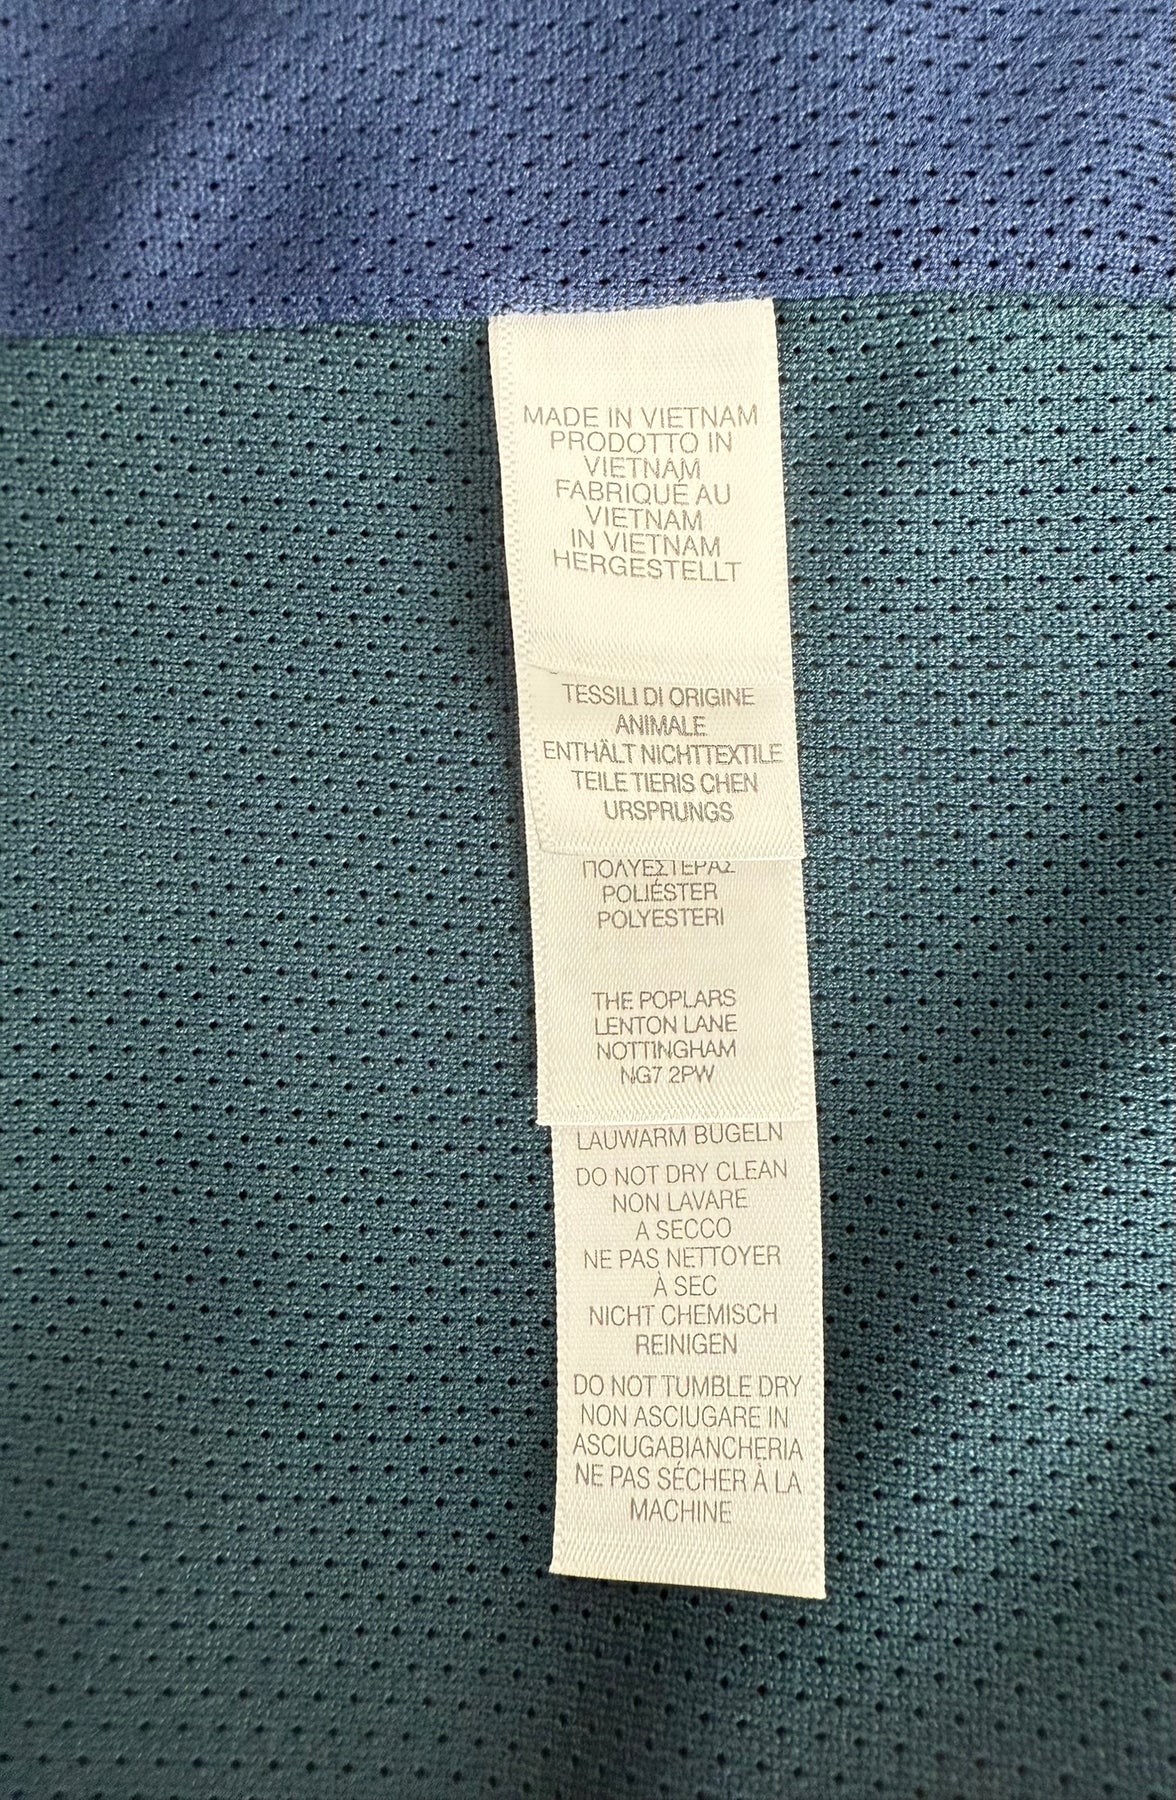 MADE IN VIETNAM
PRODOTTO IN
VIETNAM
FABRIQUÉ AU
VIETNAM
IN VIETNAM
HERGESTELLT
TESSILI DI ORIGINE
ANIMALE
ENTHÄLT NICHTTEXTILE
TEILE TIERIS CHEN
URSPRUNGS
ΠΟΛΥΕΣΤΕΡΑΣ
POLIÉSTER
POLYESTERI
THE POPLARS
LENTON LANE
NOTTINGHAM
NG7 2PW
LAUWARM BUGELN
DO NOT DRY CLEAN
NON LAVARE
A SECCO
NE PAS NETTOYER
À SEC
NICHT CHEMISCH
REINIGEN
DO NOT TUMBLE DRY
NON ASCIUGARE IN
ASCIUGABIANCHERIA
NE PAS SÉCHER À LA
MACHINE